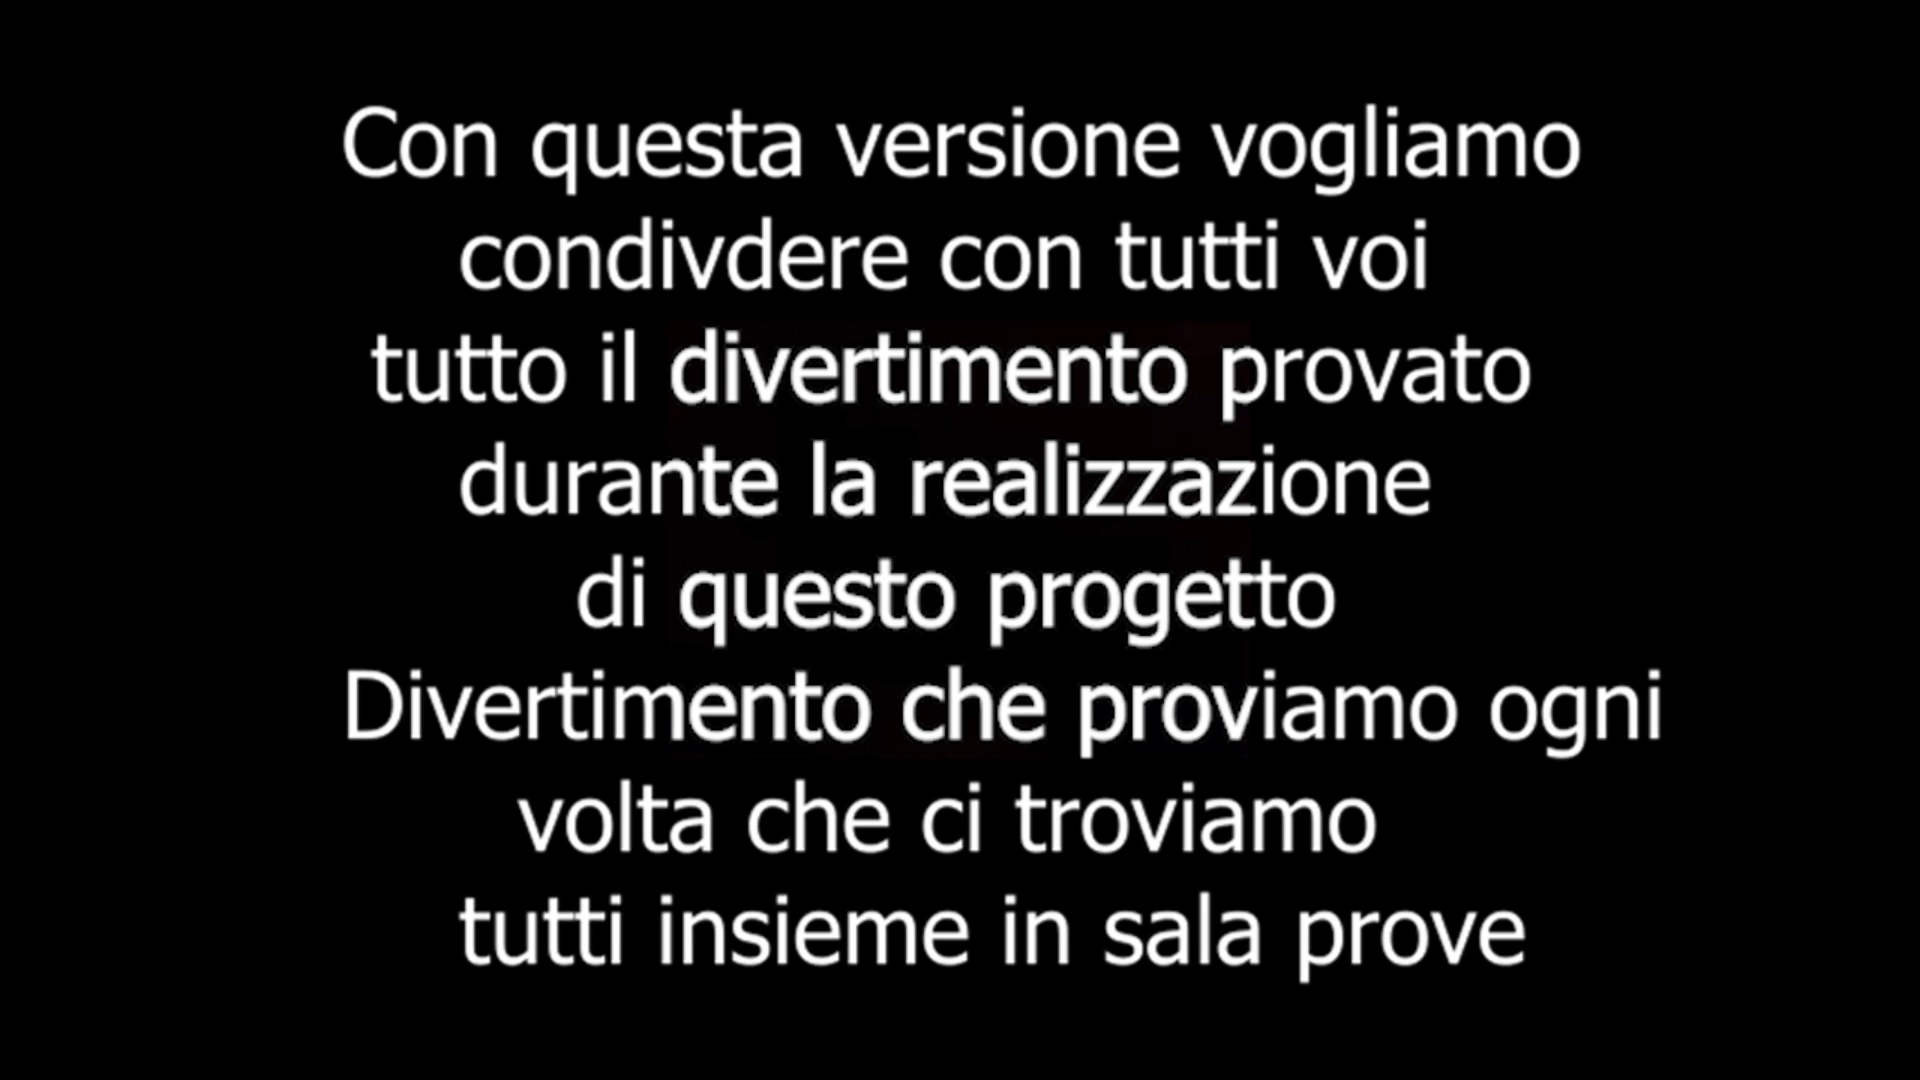 Con questa versione vogliamo
condivdere con tutti voi
tutto il divertimento provato
durante la realizzazione
di questo progetto
Divertimento che proviamo ogni
volta che ci troviamo
tutti insieme in sala prove